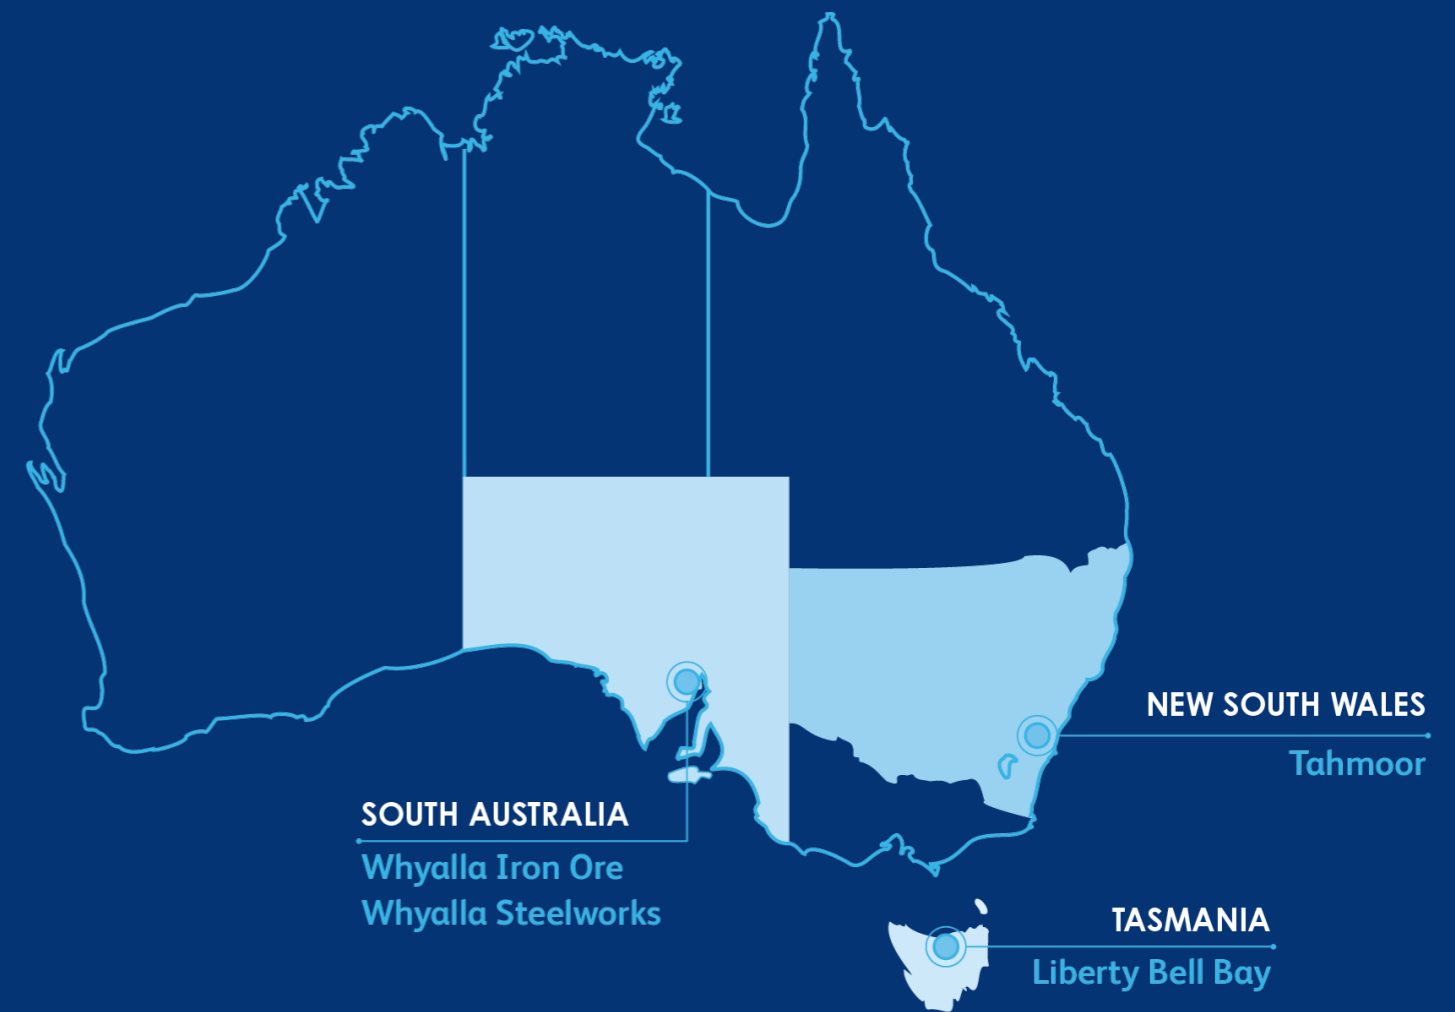 NEW SOUTH WALES
Tahmoor
SOUTH AUSTRALIA
Whyalla Iron Ore
Whyalla Steelworks
TASMANIA
Liberty Bell Bay